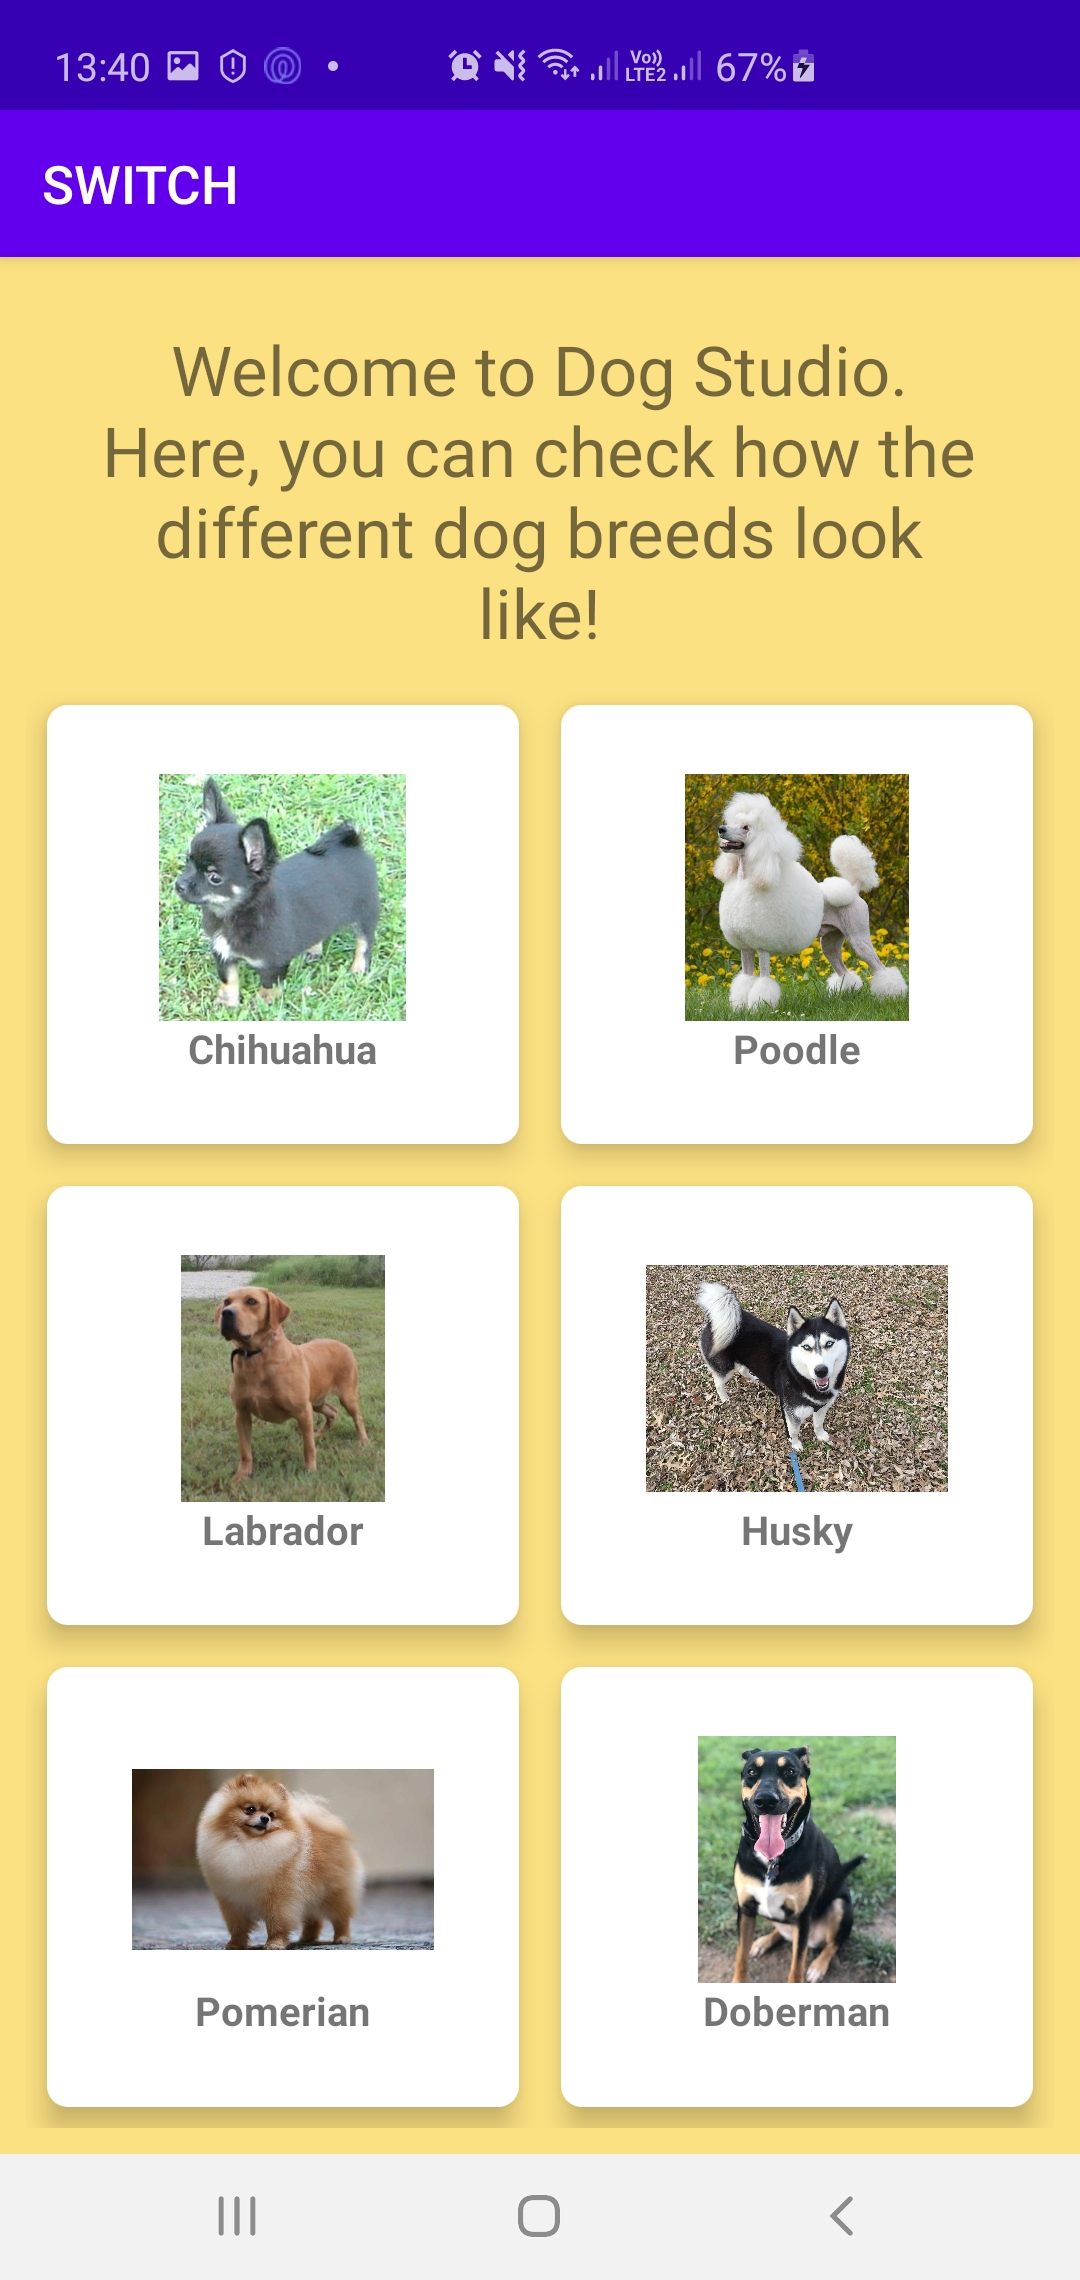 13:40 Vo)) LTE2 67%
SWITCH
Welcome to Dog Studio.
Here, you can check how the
different dog breeds look
like!
Chihuahua Poodle
Labrador Husky
Pomerian Doberman